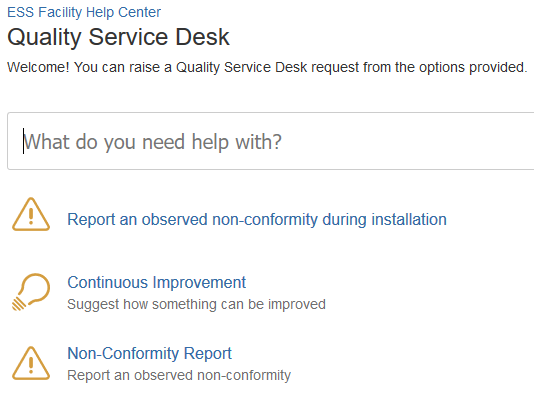 ESS Facility Help Center
Quality Service Desk
Welcome! You can raise a Quality Service Desk request from the options provided.
What do you need help with?
Report an observed non-conformity during installation
Continuous Improvement
Suggest how something can be improved
Non-Conformity Report
Report an observed non-conformity